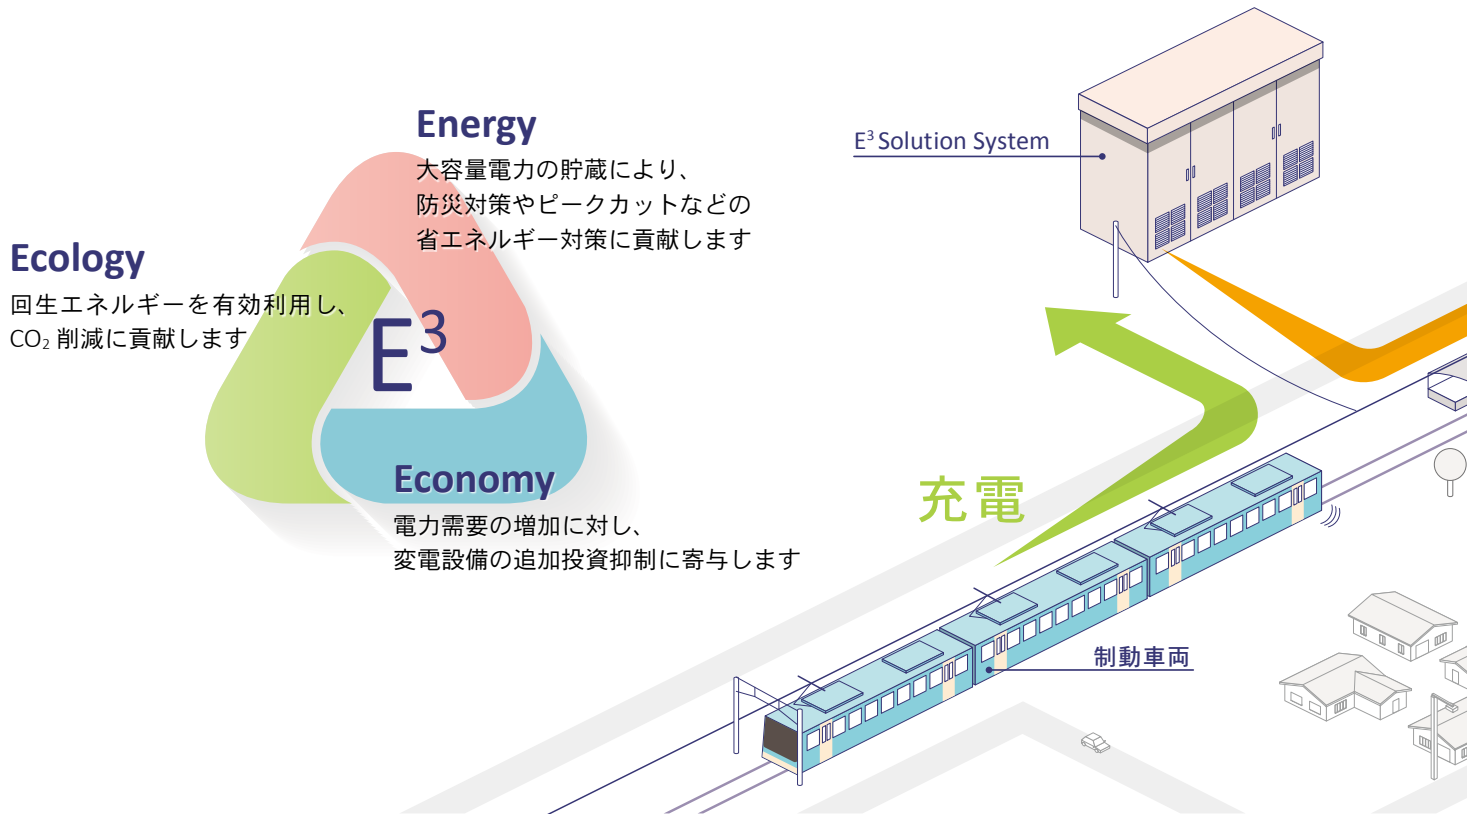 Energy
大容量電力の貯蔵により、
防災対策やピークカットなどの
省エネルギー対策に貢献します
Ecology
回生エネルギーを有効利用し、
CO₂ 削減に貢献します
E³
Economy
電力需要の増加に対し、
変電設備の追加投資抑制に寄与します
E³ Solution System
充電
制動車両